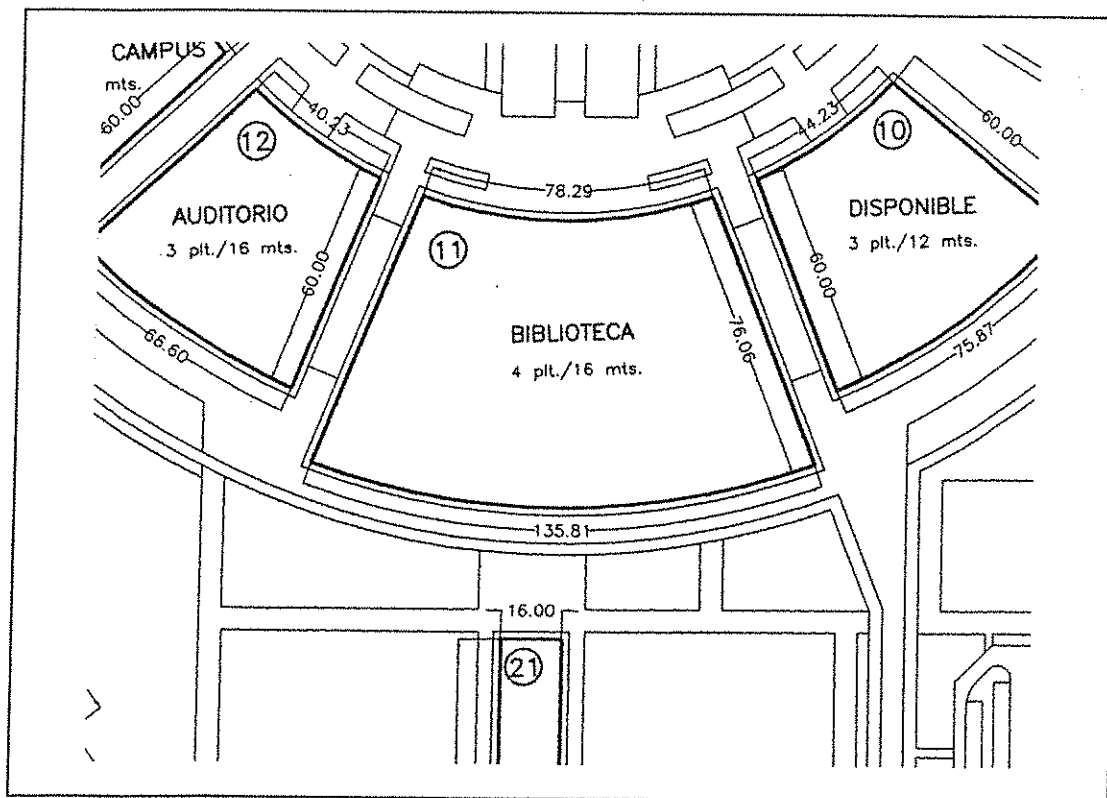 CAMPUS
mts.
60.00
12
40.23
AUDITORIO
3 plt./16 mts.
60.00
68.60
78.29
11
BIBLIOTECA
4 plt./16 mts.
76.06
135.81
44.23
10
60.00
DISPONIBLE
3 plt./12 mts.
60.00
75.87
16.00
21